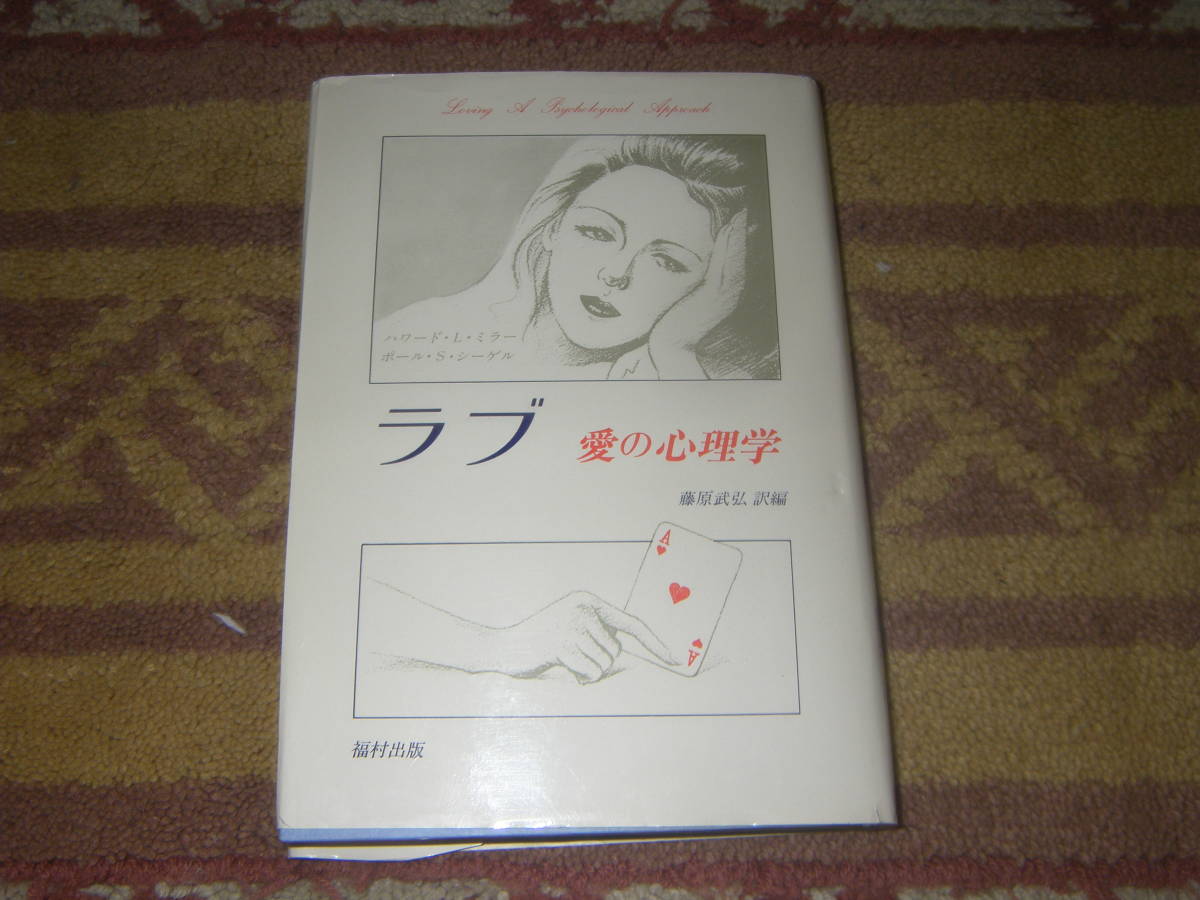 Loving A Psychological Approach
ハワード・L・ミラー
ポール・S・シーゲル
ラブ 愛の心理学
藤原武弘 訳編
A
A
福村出版